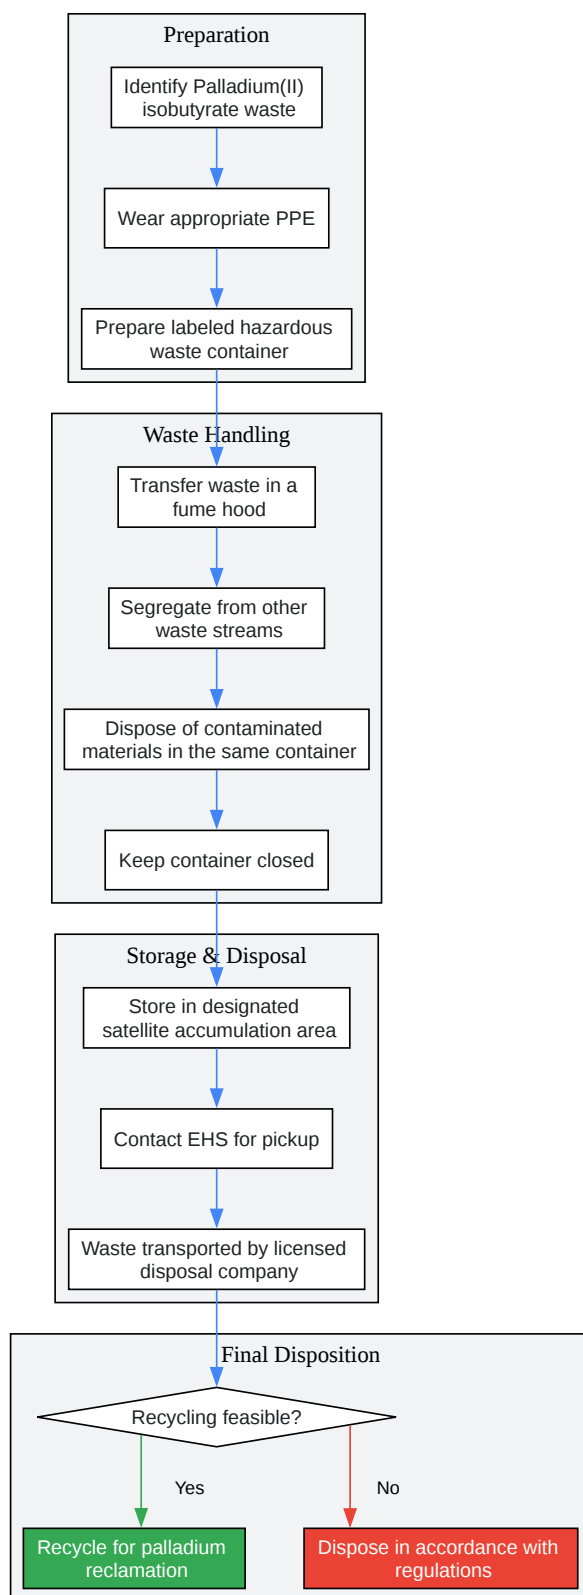 Preparation
Identify Palladium(II)
isobutyrate waste
Wear appropriate PPE
Prepare labeled hazardous
waste container
Waste Handling
Transfer waste in a
fume hood
Segregate from other
waste streams
Dispose of contaminated
materials in the same container
Keep container closed
Storage & Disposal
Store in designated
satellite accumulation area
Contact EHS for pickup
Waste transported by licensed
disposal company
Final Disposition
Recycling feasible?
Yes
No
Recycle for palladium
reclamation
Dispose in accordance with
regulations